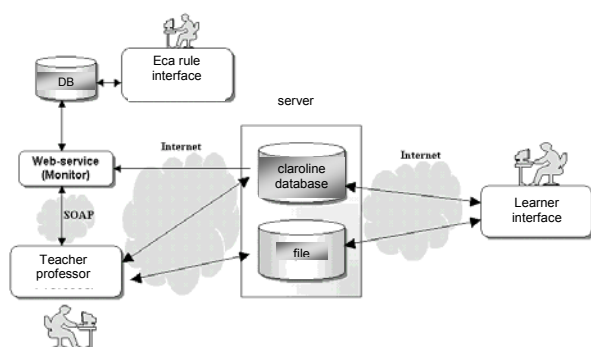 Eca rule
interface
DB
server
Internet
Internet
Web-service
(Monitor)
claroline
database
SOAP
Learner
interface
Teacher
professor
file